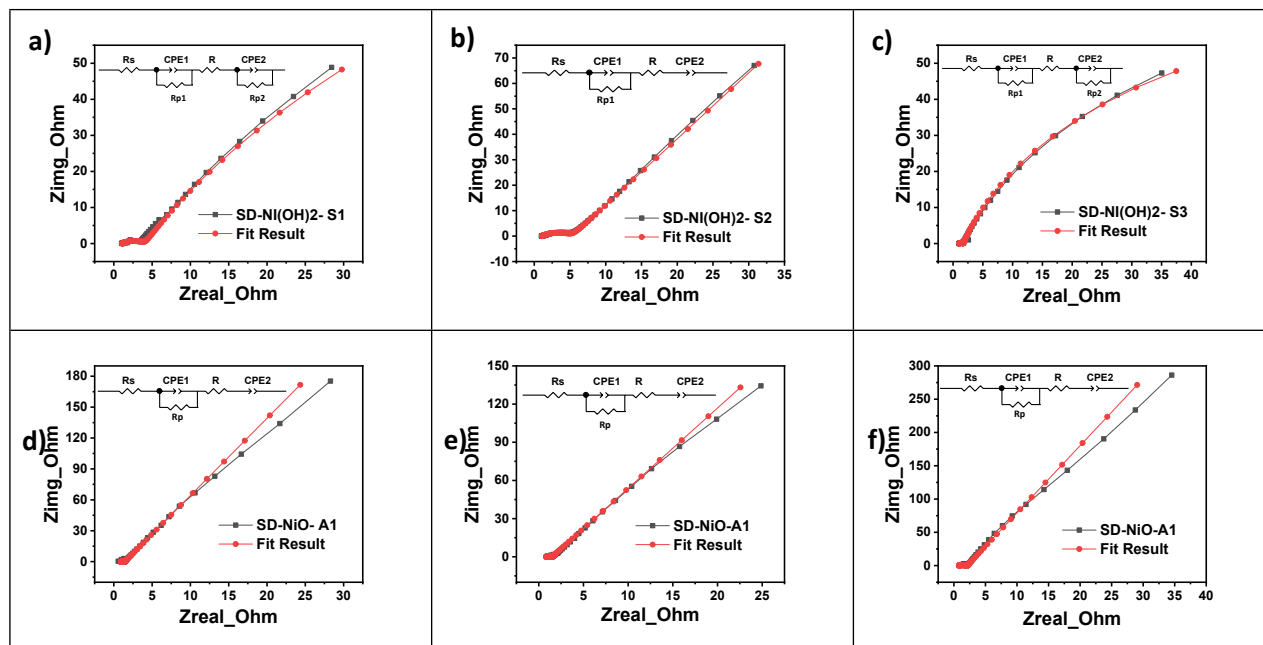 a)
Rs CPE1 R CPE2
Rp1 Rp2
50
40
30
20
10
0
Zimg_Ohm
SD-NI(OH)2- S1
Fit Result
0 5 10 15 20 25 30
Zreal_Ohm
b)
Rs CPE1 R CPE2
Rp1
70
60
50
40
30
20
10
0
-10
Zimg_Ohm
SD-NI(OH)2- S2
Fit Result
0 5 10 15 20 25 30 35
Zreal_Ohm
c)
Rs CPE1 R CPE2
Rp1 Rp2
50
40
30
20
10
0
Zimg_Ohm
SD-NI(OH)2- S3
Fit Result
0 5 10 15 20 25 30 35 40
Zreal_Ohm
d)
Rs CPE1 R CPE2
Rp
180
150
120
90
60
30
0
Zimg_Ohm
SD-NiO- A1
Fit Result
0 5 10 15 20 25 30
Zreal_Ohm
e)
Rs CPE1 R CPE2
Rp
150
120
90
60
30
0
Zimg_Ohm
SD-NiO-A1
Fit Result
0 5 10 15 20 25
Zreal_Ohm
f)
Rs CPE1 R CPE2
Rp
300
250
200
150
100
50
0
Zimg_Ohm
SD-NiO-A1
Fit Result
0 5 10 15 20 25 30 35 40
Zreal_Ohm